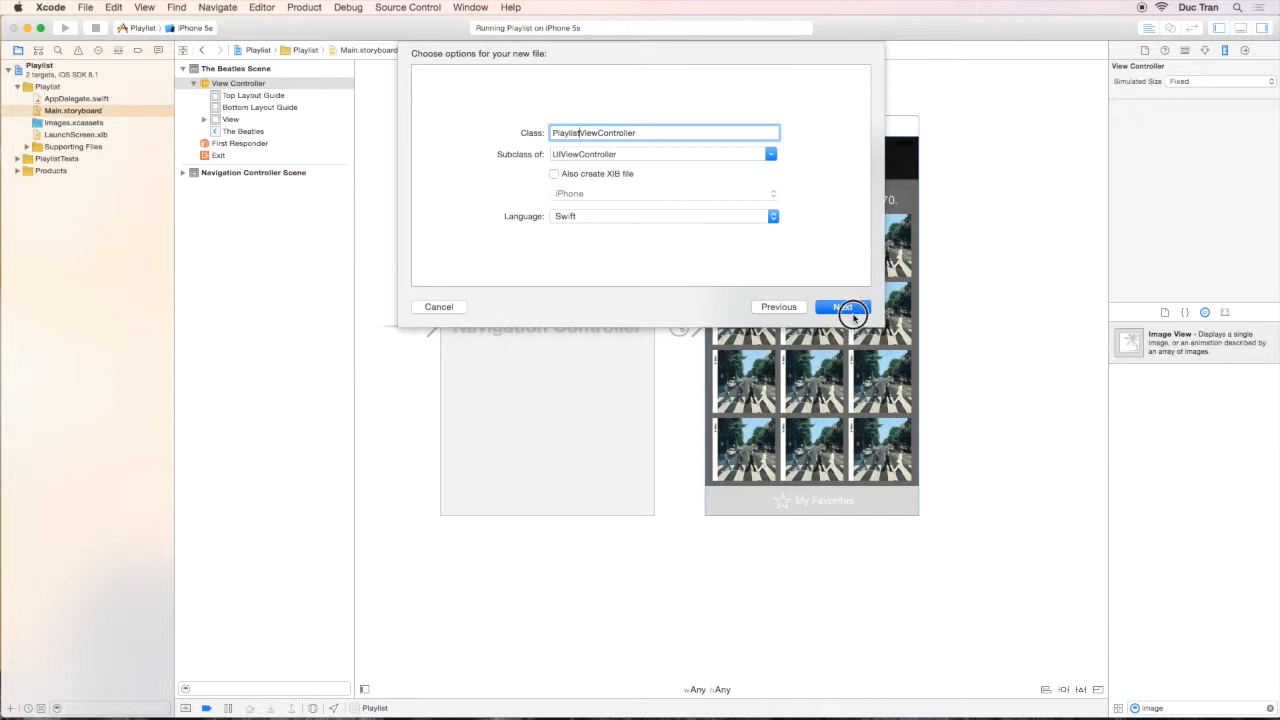 Xcode File Edit View Find Navigate Editor Product Debug Source Control Window Help Duc Tran
Playlist iPhone 5s Running Playlist on iPhone 5s
Playlist Playlist Main.storyboard
Choose options for your new file:
Playlist
2 targets, iOS SDK 8.1
Playlist
AppDelegate.swift
Main.storyboard
Images.xcassets
LaunchScreen.xib
Supporting Files
PlaylistTests
Products
The Beatles Scene
View Controller
Top Layout Guide
Bottom Layout Guide
View
The Beatles
First Responder
Exit
Navigation Controller Scene
Class: PlaylistViewController
Subclass of: UIViewController
Also create XIB file
iPhone
Language: Swift
Cancel Previous Next
View Controller
Simulated Size Fixed
70.
Navigation Controller
My Favorites
Image View - Displays a single
image, or an animation described by
an array of images.
wAny hAny
Playlist
image